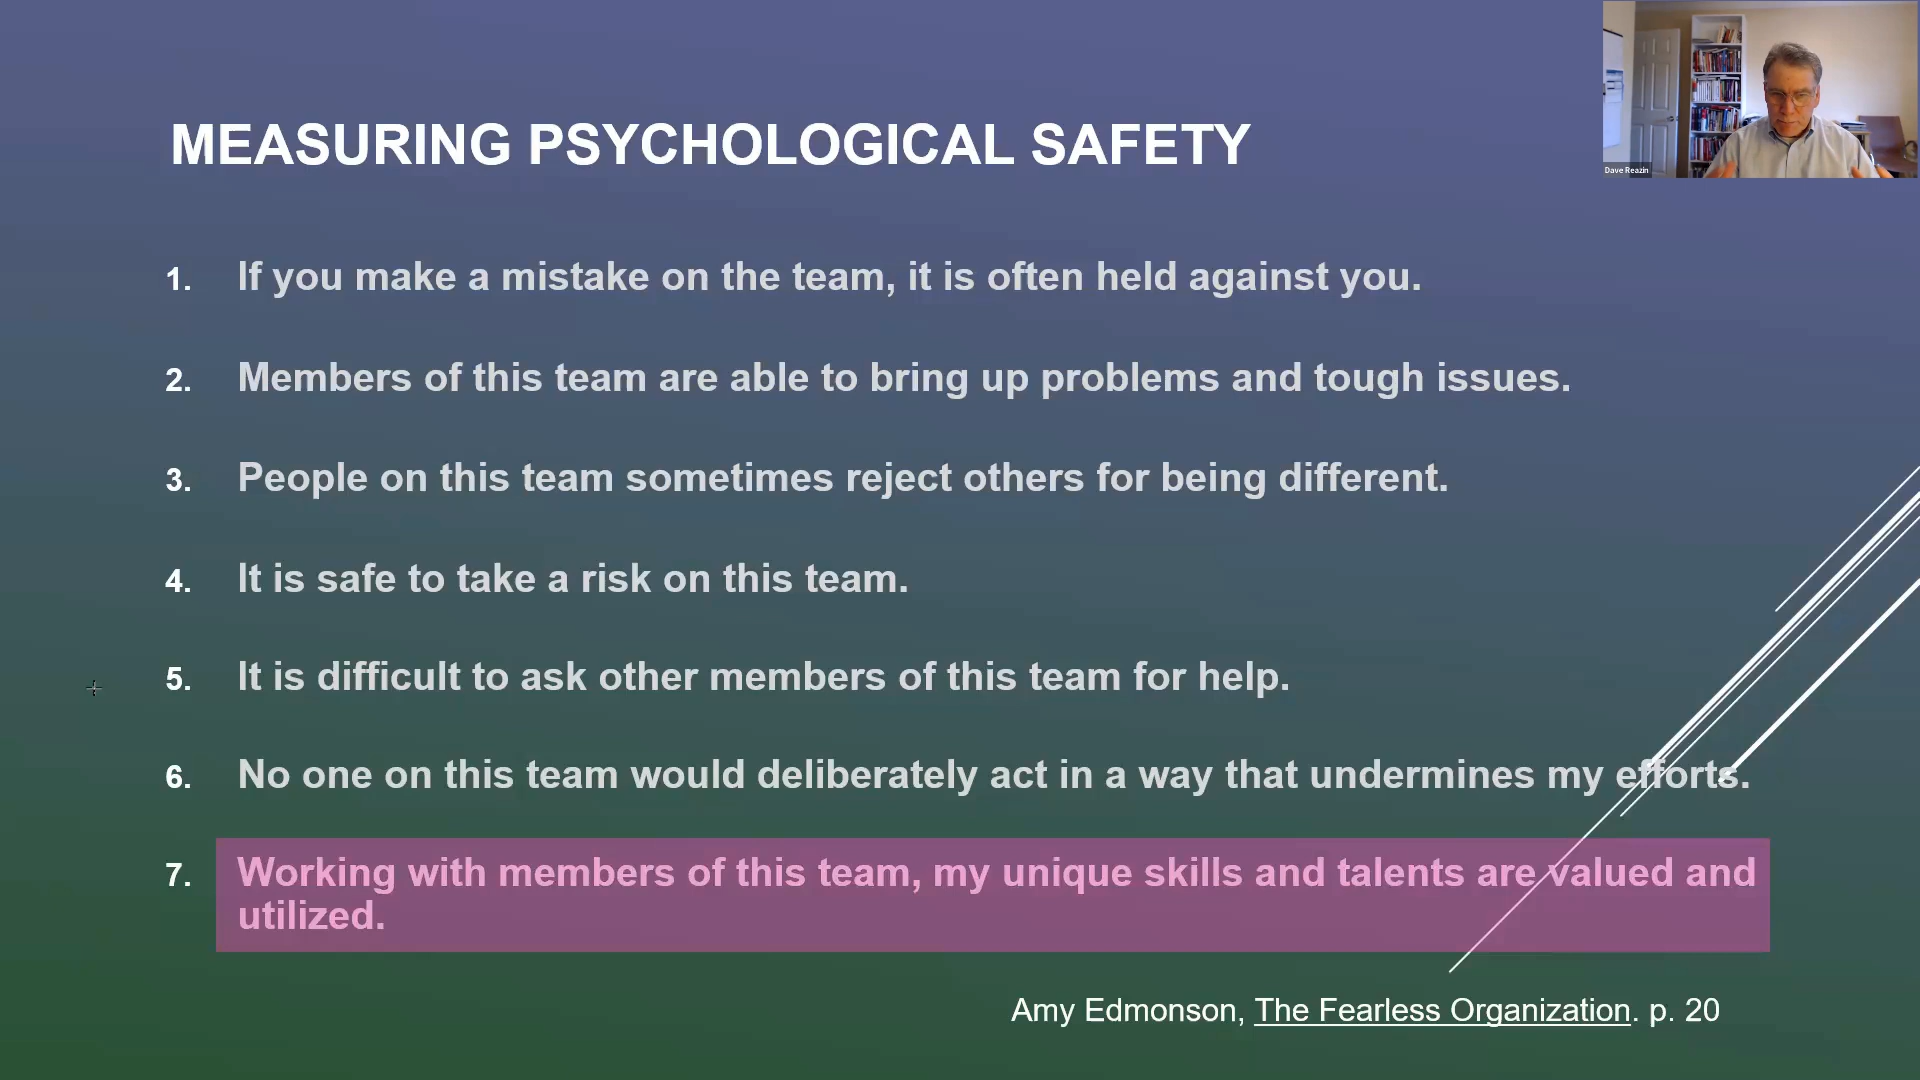 MEASURING PSYCHOLOGICAL SAFETY
Dave Reazin
1. If you make a mistake on the team, it is often held against you.
2. Members of this team are able to bring up problems and tough issues.
3. People on this team sometimes reject others for being different.
4. It is safe to take a risk on this team.
5. It is difficult to ask other members of this team for help.
6. No one on this team would deliberately act in a way that undermines my efforts.
7. Working with members of this team, my unique skills and talents are valued and
utilized.
Amy Edmonson, The Fearless Organization. p. 20